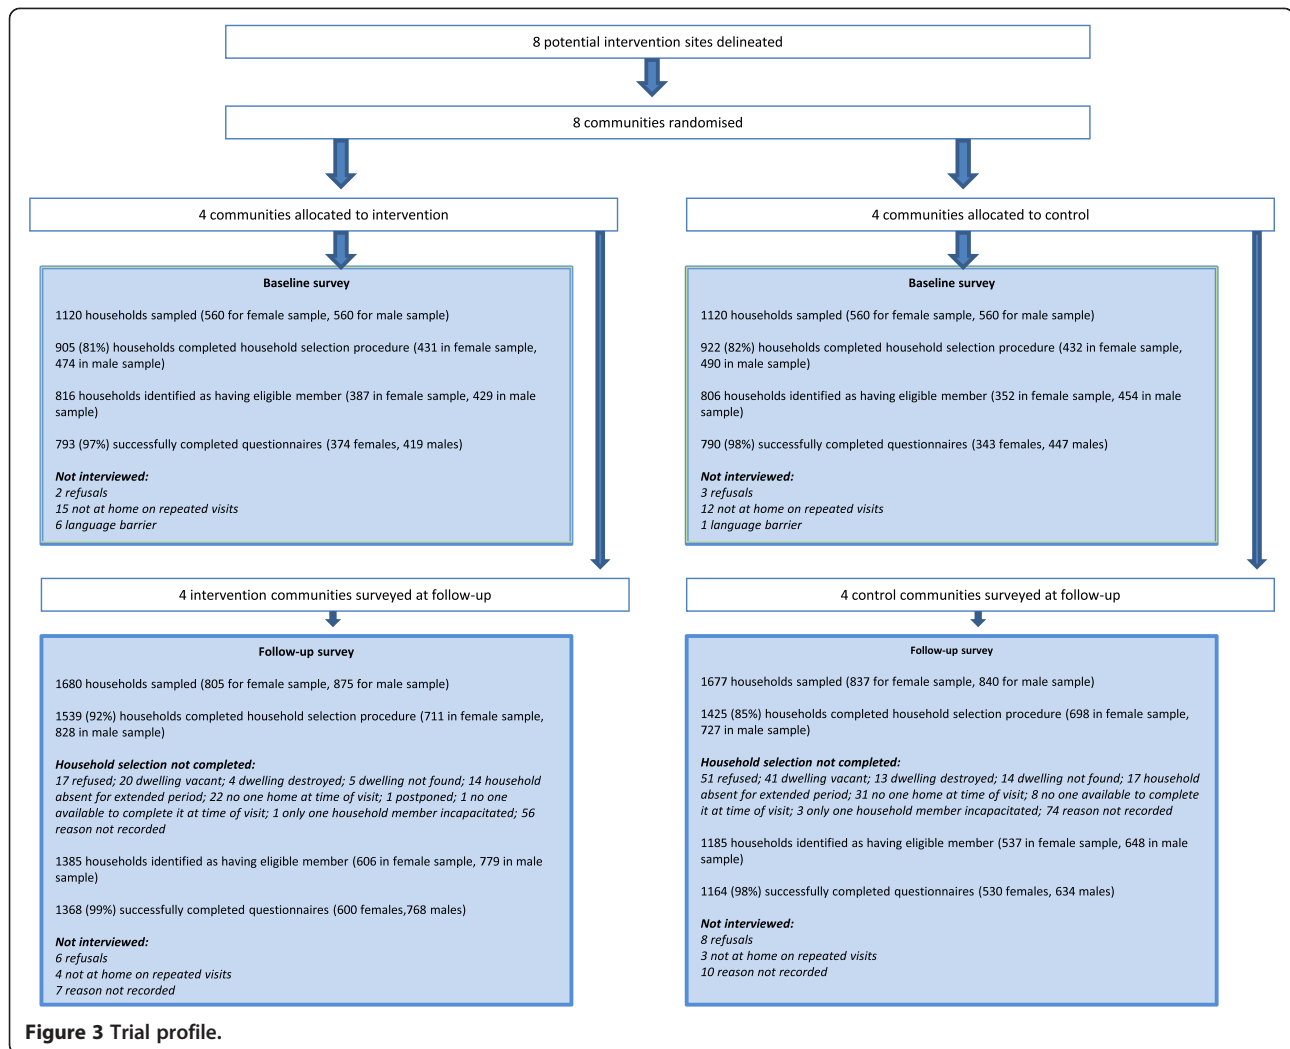 8 potential intervention sites delineated
8 communities randomised
4 communities allocated to intervention
4 communities allocated to control
Baseline survey
1120 households sampled (560 for female sample, 560 for male sample)
905 (81%) households completed household selection procedure (431 in female sample,
474 in male sample)
816 households identified as having eligible member (387 in female sample, 429 in male
sample)
793 (97%) successfully completed questionnaires (374 females, 419 males)
Not interviewed:
2 refusals
15 not at home on repeated visits
6 language barrier
Baseline survey
1120 households sampled (560 for female sample, 560 for male sample)
922 (82%) households completed household selection procedure (432 in female sample,
490 in male sample)
806 households identified as having eligible member (352 in female sample, 454 in male
sample)
790 (98%) successfully completed questionnaires (343 females, 447 males)
Not interviewed:
3 refusals
12 not at home on repeated visits
1 language barrier
4 intervention communities surveyed at follow-up
4 control communities surveyed at follow-up
Follow-up survey
1680 households sampled (805 for female sample, 875 for male sample)
1539 (92%) households completed household selection procedure (711 in female sample,
828 in male sample)
Household selection not completed:
17 refused; 20 dwelling vacant; 4 dwelling destroyed; 5 dwelling not found; 14 household
absent for extended period; 22 no one home at time of visit; 1 postponed; 1 no one
available to complete it at time of visit; 1 only one household member incapacitated; 56
reason not recorded
1385 households identified as having eligible member (606 in female sample, 779 in male
sample)
1368 (99%) successfully completed questionnaires (600 females,768 males)
Not interviewed:
6 refusals
4 not at home on repeated visits
7 reason not recorded
Follow-up survey
1677 households sampled (837 for female sample, 840 for male sample)
1425 (85%) households completed household selection procedure (698 in female sample,
727 in male sample)
Household selection not completed:
51 refused; 41 dwelling vacant; 13 dwelling destroyed; 14 dwelling not found; 17 household
absent for extended period; 31 no one home at time of visit; 8 no one available to complete
it at time of visit; 3 only one household member incapacitated; 74 reason not recorded
1185 households identified as having eligible member (537 in female sample, 648 in male
sample)
1164 (98%) successfully completed questionnaires (530 females, 634 males)
Not interviewed:
8 refusals
3 not at home on repeated visits
10 reason not recorded
Figure 3 Trial profile.